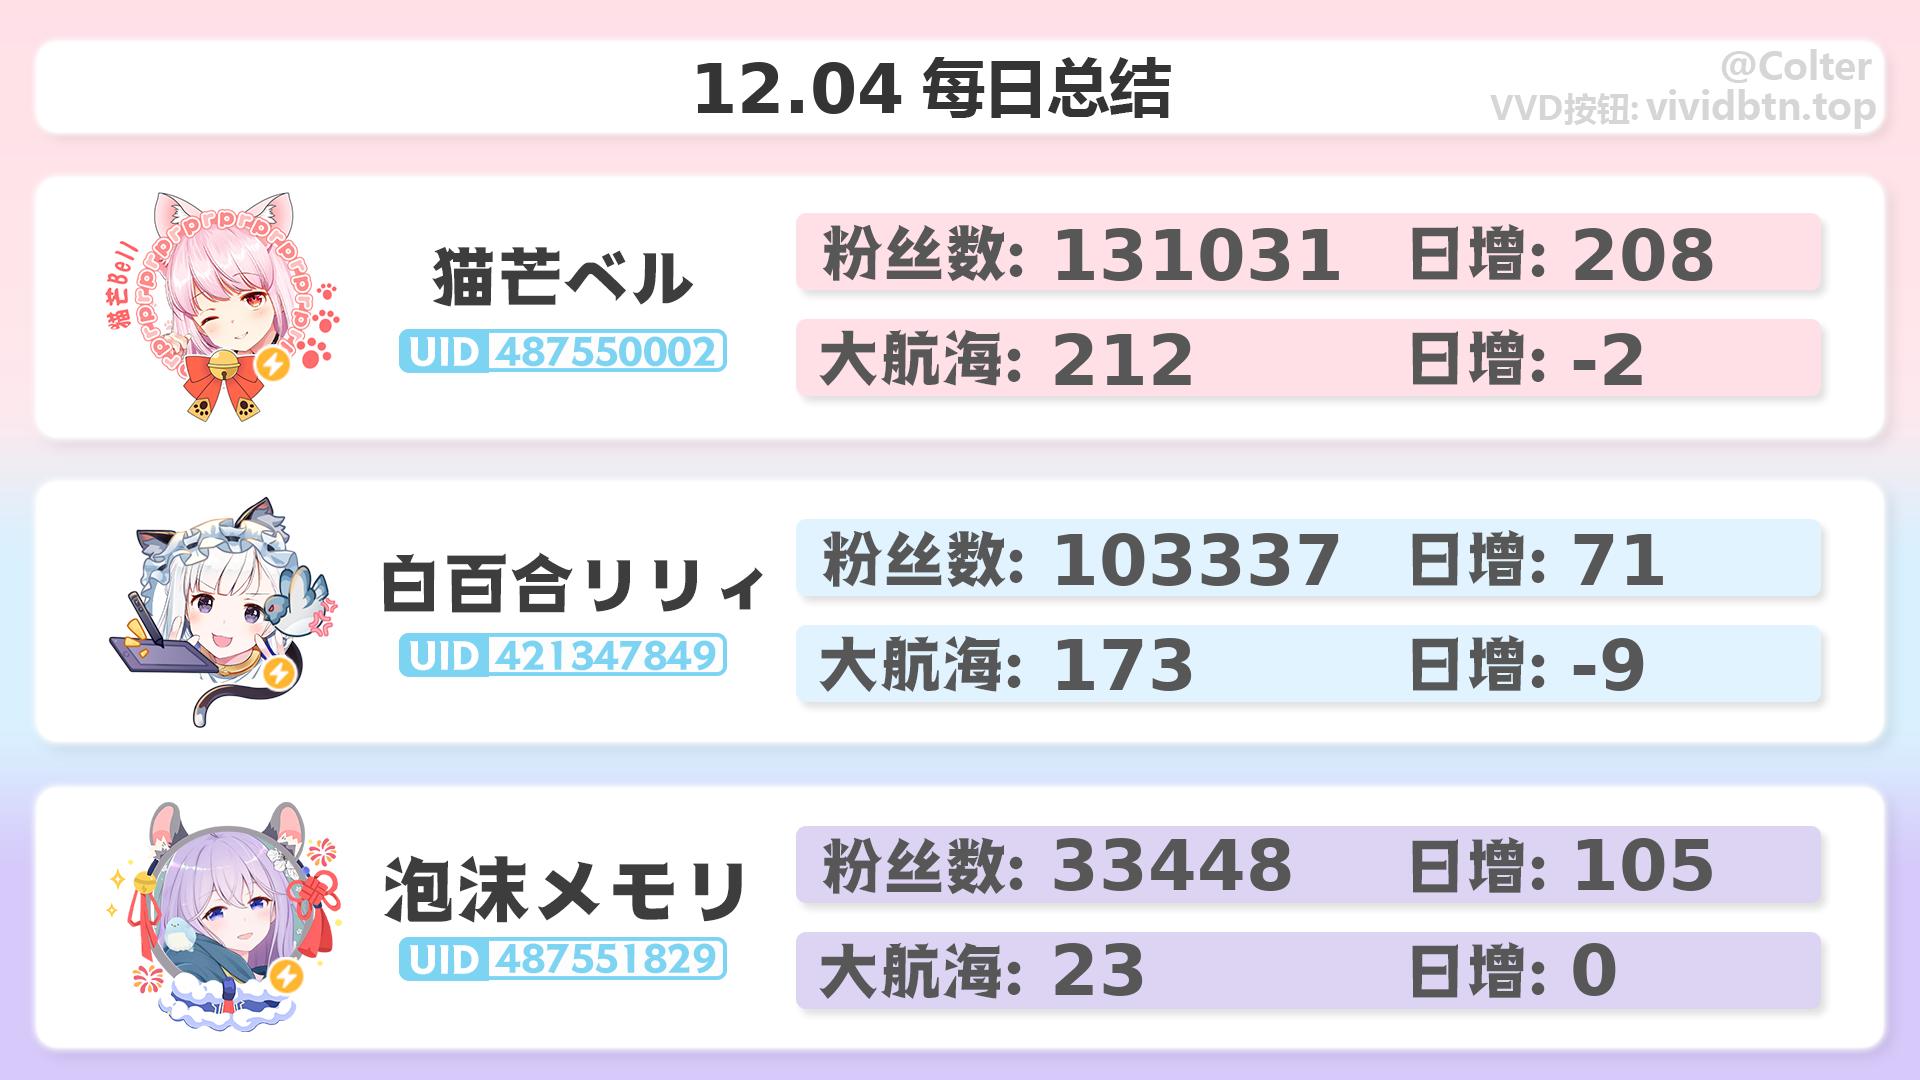 12.04 每日总结
@Colter
VVD按钮: vividbtn.top
猫芒Bell
prprprprprprprpr
猫芒ベル
UID 487550002
粉丝数: 131031 日增: 208
大航海: 212 日增: -2
白百合リリィ
UID 421347849
粉丝数: 103337 日增: 71
大航海: 173 日增: -9
泡沫メモリ
UID 487551829
粉丝数: 33448 日增: 105
大航海: 23 日增: 0